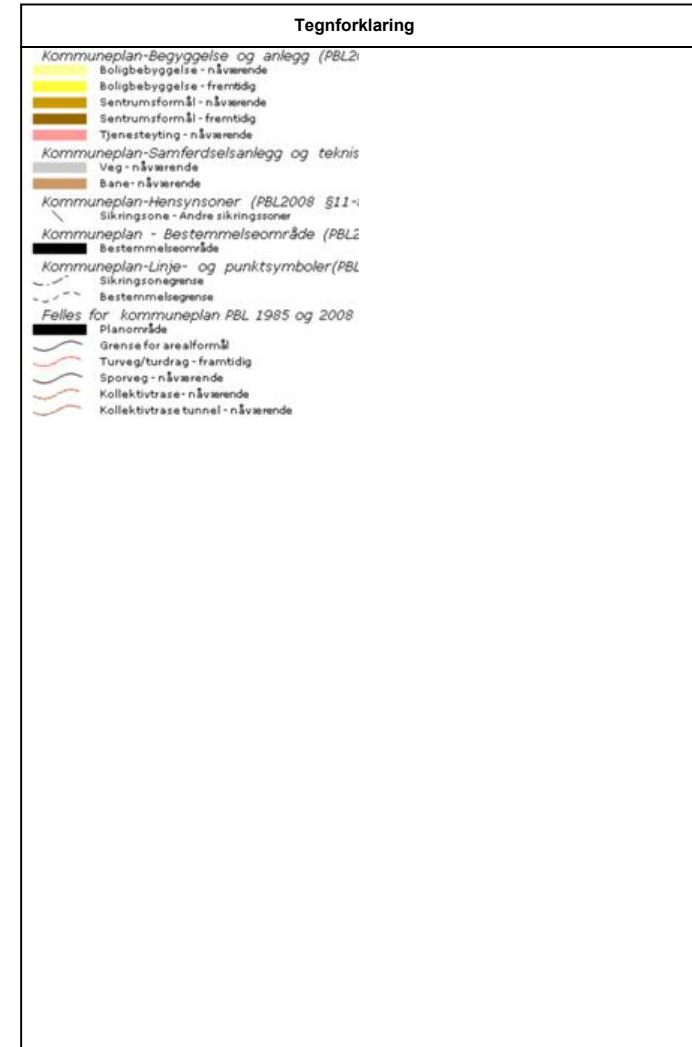 Tegnforklaring
Kommuneplan-Begyggelse og anlegg (PBL2
Boligbebyggelse - nåværende
Boligbebyggelse - fremtidig
Sentrumsformål - nåværende
Sentrumsformål - fremtidig
Tjenesteyting - nåværende
Kommuneplan-Samferdselsanlegg og teknis
Veg - nåværende
Bane- nåværende
Kommuneplan-Hensynsoner (PBL2008 §11-
Sikringsone - Andre sikringssoner
Kommuneplan - Bestemmelseområde (PBL2
Bestemmelseområde
Kommuneplan-Linje- og punktsymboler(PBL
Sikringsonegrense
Bestemmelsegrense
Felles for kommuneplan PBL 1985 og 2008
Planområde
Grense for arealformål
Turveg/turdrag - framtidig
Sporveg - nåværende
Kollektivtrase- nåværende
Kollektivtrase tunnel - nåværende